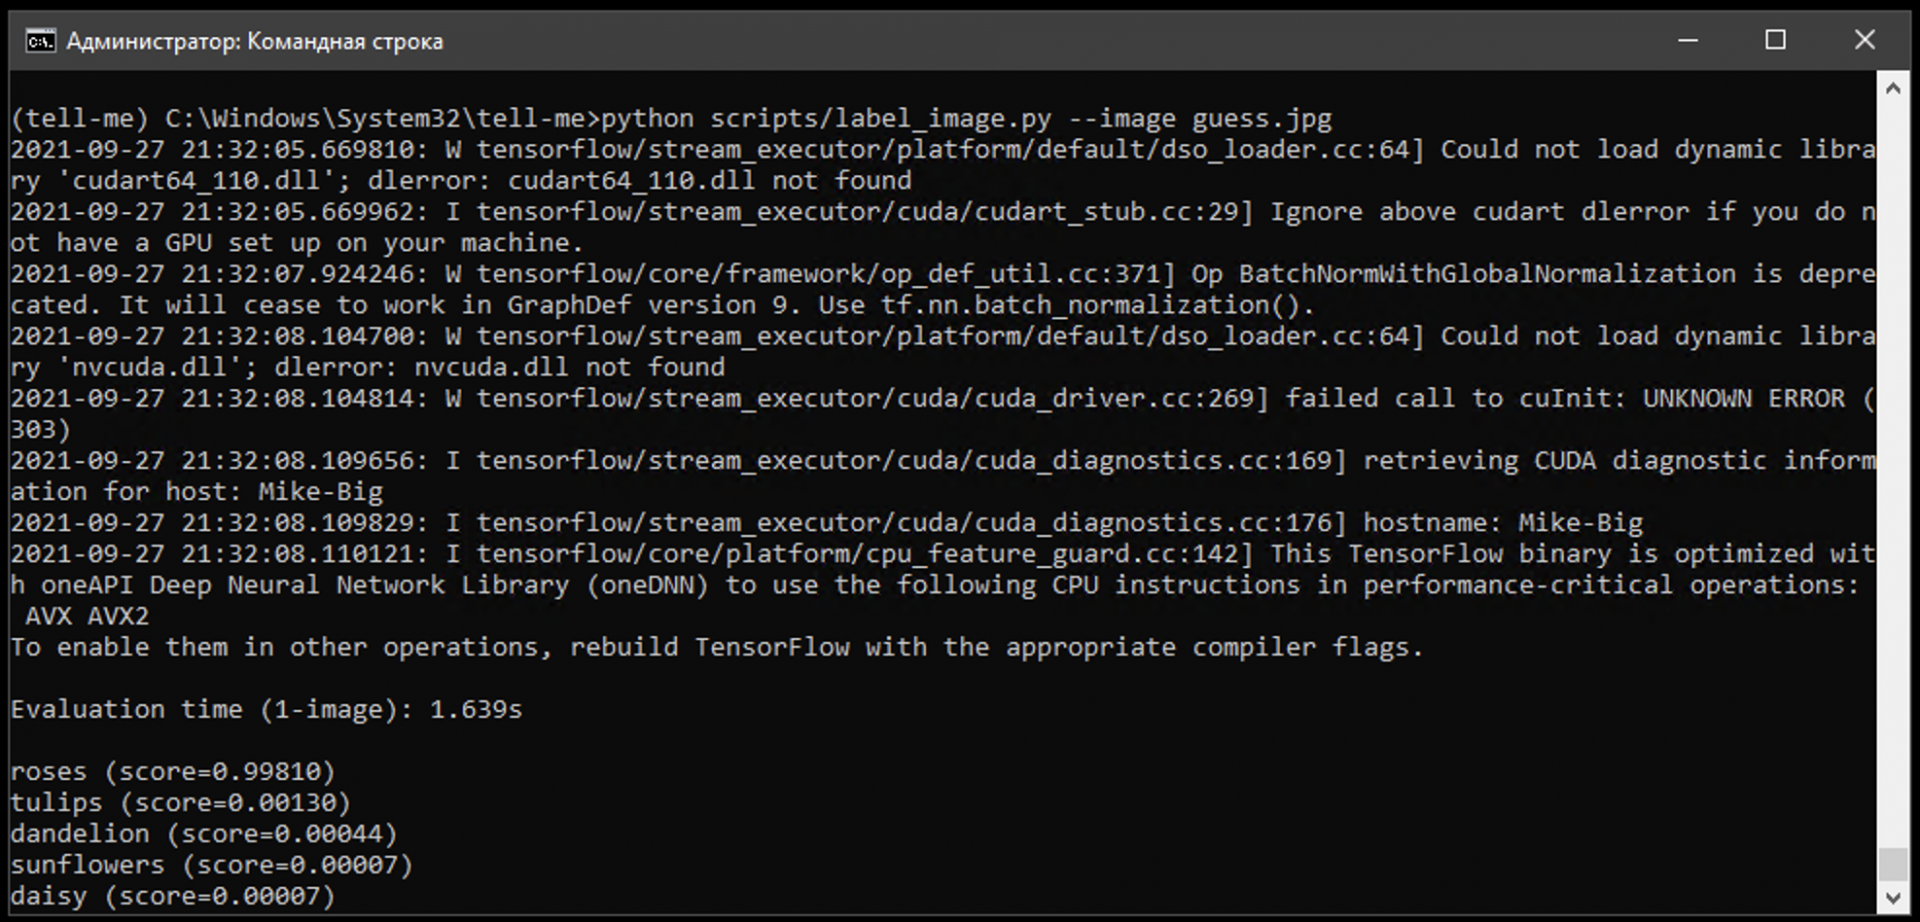 Администратор: Командная строка
(tell-me) C:\Windows\System32\tell-me>python scripts/label_image.py --image guess.jpg
2021-09-27 21:32:05.669810: W tensorflow/stream_executor/platform/default/dso_loader.cc:64] Could not load dynamic libra
ry 'cudart64_110.dll'; dlerror: cudart64_110.dll not found
2021-09-27 21:32:05.669962: I tensorflow/stream_executor/cuda/cudart_stub.cc:29] Ignore above cudart dlerror if you do n
ot have a GPU set up on your machine.
2021-09-27 21:32:07.924246: W tensorflow/core/framework/op_def_util.cc:371] Op BatchNormWithGlobalNormalization is depre
cated. It will cease to work in GraphDef version 9. Use tf.nn.batch_normalization().
2021-09-27 21:32:08.104700: W tensorflow/stream_executor/platform/default/dso_loader.cc:64] Could not load dynamic libra
ry 'nvcuda.dll'; dlerror: nvcuda.dll not found
2021-09-27 21:32:08.104814: W tensorflow/stream_executor/cuda/cuda_driver.cc:269] failed call to cuInit: UNKNOWN ERROR (
303)
2021-09-27 21:32:08.109656: I tensorflow/stream_executor/cuda/cuda_diagnostics.cc:169] retrieving CUDA diagnostic inform
ation for host: Mike-Big
2021-09-27 21:32:08.109829: I tensorflow/stream_executor/cuda/cuda_diagnostics.cc:176] hostname: Mike-Big
2021-09-27 21:32:08.110121: I tensorflow/core/platform/cpu_feature_guard.cc:142] This TensorFlow binary is optimized wit
h oneAPI Deep Neural Network Library (oneDNN) to use the following CPU instructions in performance-critical operations:
AVX AVX2
To enable them in other operations, rebuild TensorFlow with the appropriate compiler flags.
Evaluation time (1-image): 1.639s
roses (score=0.99810)
tulips (score=0.00130)
dandelion (score=0.00044)
sunflowers (score=0.00007)
daisy (score=0.00007)